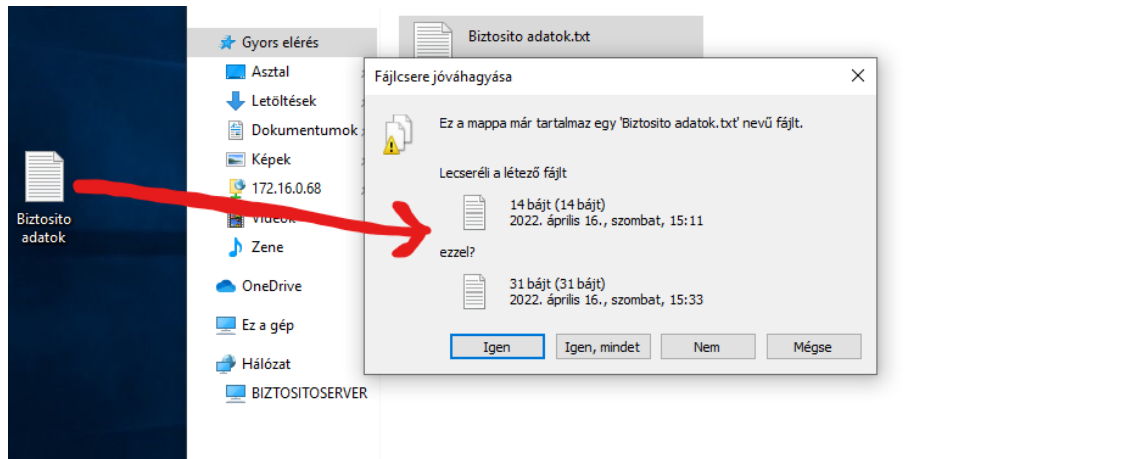 Biztosito
adatok
Gyors elérés
Asztal
Letöltések
Dokumentumok
Képek
172.16.0.68
Videók
Zene
OneDrive
Ez a gép
Hálózat
BIZTOSITOSERVER
Biztosito adatok.txt
Fájlcsere jóváhagyása
Ez a mappa már tartalmaz egy 'Biztosito adatok.txt' nevű fájlt.
Lecseréli a létező fájlt
14 bájt (14 bájt)
2022. április 16., szombat, 15:11
ezzel?
31 bájt (31 bájt)
2022. április 16., szombat, 15:33
Igen
Igen, mindet
Nem
Mégse